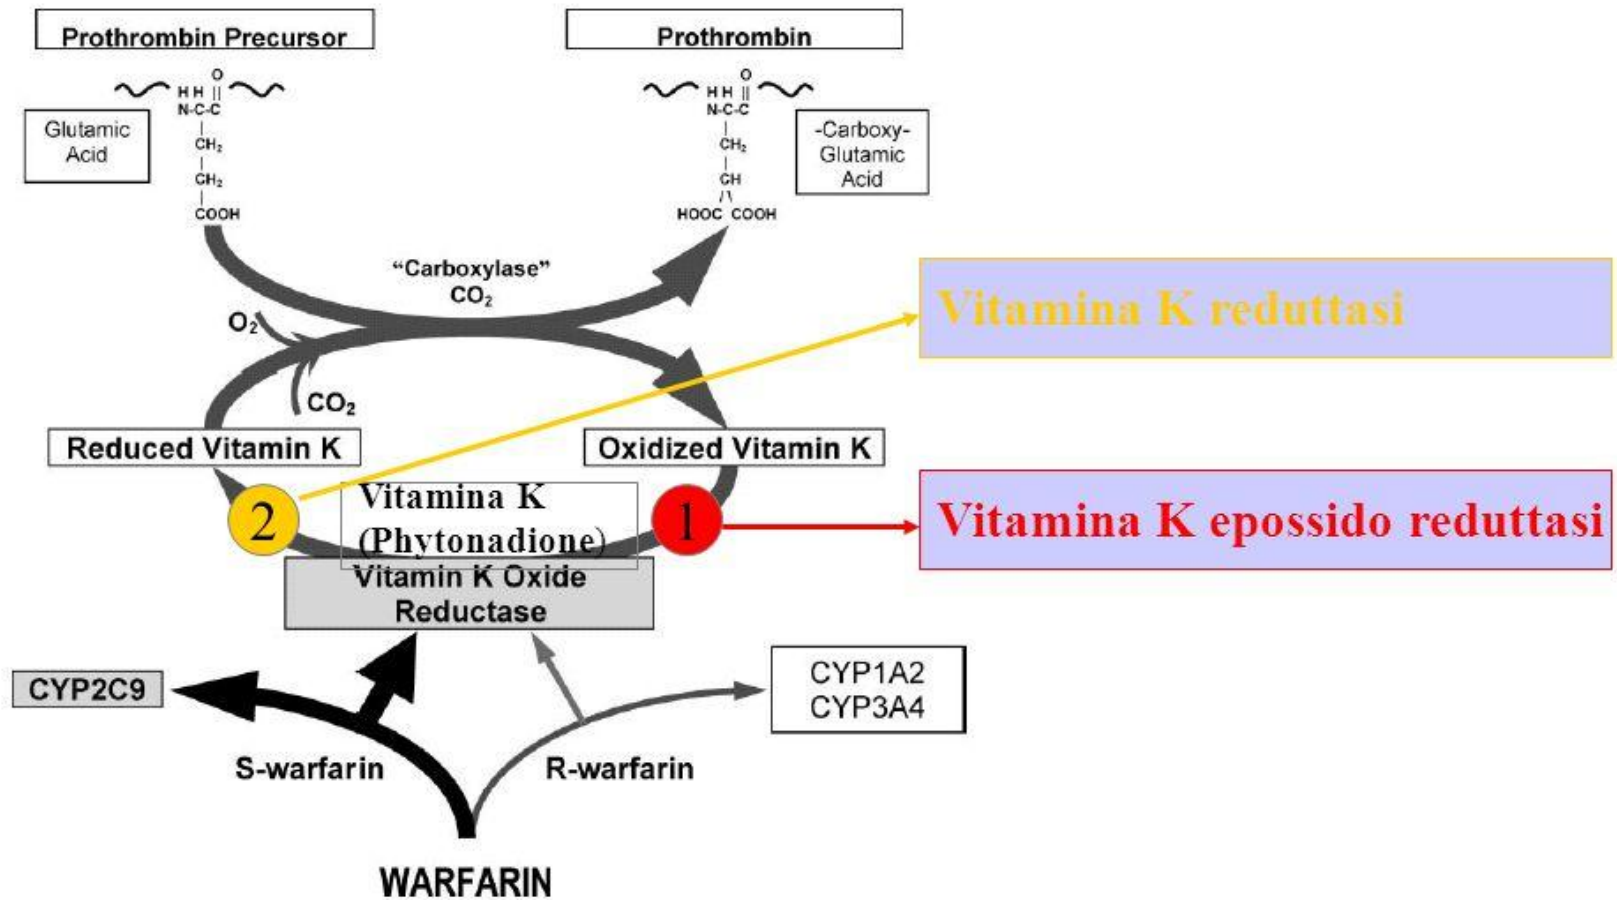 Prothrombin Precursor
Prothrombin
O
H H ||
N-C-C
|
CH₂
|
CH₂
|
COOH
Glutamic
Acid
O
H H ||
N-C-C
|
CH₂
|
CH
/\
HOOC COOH
-Carboxy-
Glutamic
Acid
“Carboxylase”
CO₂
O₂
CO₂
Vitamina K reduttasi
Reduced Vitamin K
Oxidized Vitamin K
2
Vitamina K
(Phytonadione)
1
Vitamina K epossido reduttasi
Vitamin K Oxide
Reductase
CYP2C9
CYP1A2
CYP3A4
S-warfarin
R-warfarin
WARFARIN